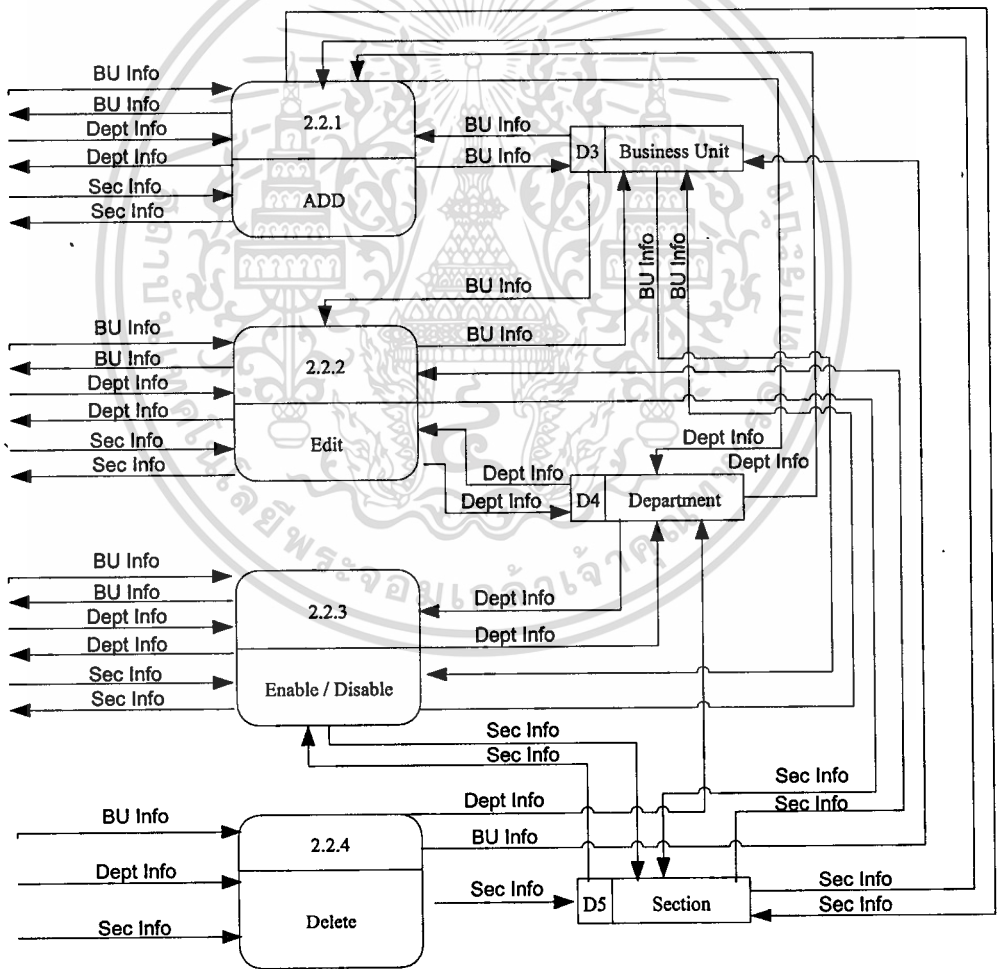 BU Info
BU Info
Dept Info
Dept Info
Sec Info
Sec Info
2.2.1
ADD
BU Info
BU Info
D3 Business Unit
BU Info
BU Info
BU Info
BU Info
BU Info
BU Info
Dept Info
Dept Info
Sec Info
Sec Info
2.2.2
Edit
Dept Info
Dept Info
Dept Info
Dept Info
D4 Department
BU Info
BU Info
Dept Info
Dept Info
Sec Info
Sec Info
2.2.3
Enable / Disable
Dept Info
Dept Info
Sec Info
Sec Info
Sec Info
Sec Info
BU Info
Dept Info
Sec Info
2.2.4
Delete
Dept Info
BU Info
Sec Info
D5 Section
Sec Info
Sec Info